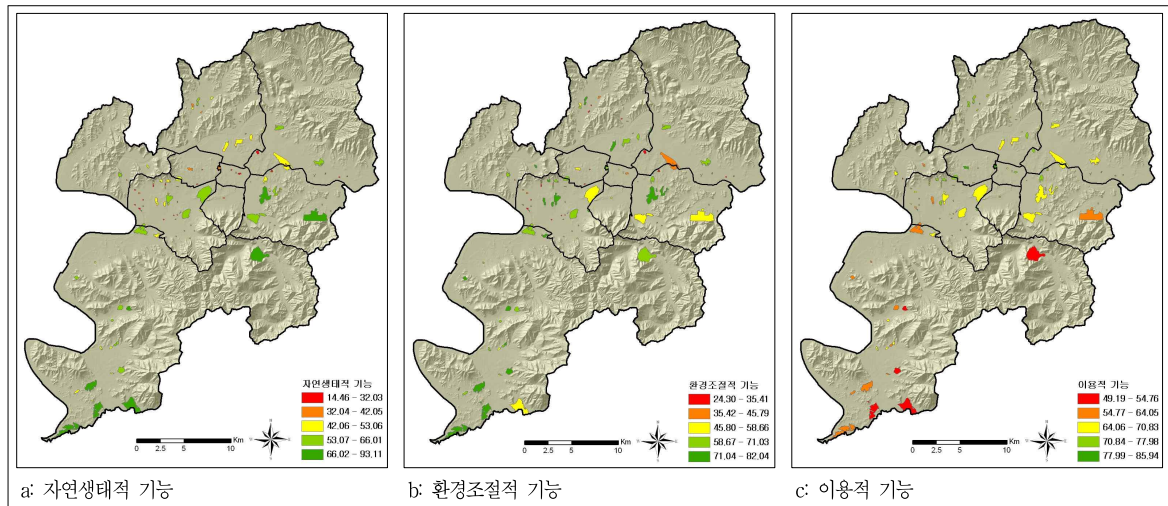 자연생태적 기능
14.46 - 32.03
32.04 - 42.05
42.06 - 53.06
53.07 - 66.01
66.02 - 93.11
Km
0 2.5 5 10
a: 자연생태적 기능
환경조절적 기능
24.30 - 35.41
35.42 - 45.79
45.80 - 58.66
58.67 - 71.03
71.04 - 82.04
Km
0 2.5 5 10
b: 환경조절적 기능
이용적 기능
49.19 - 54.76
54.77 - 64.05
64.06 - 70.83
70.84 - 77.98
77.99 - 85.94
Km
0 2.5 5 10
c: 이용적 기능